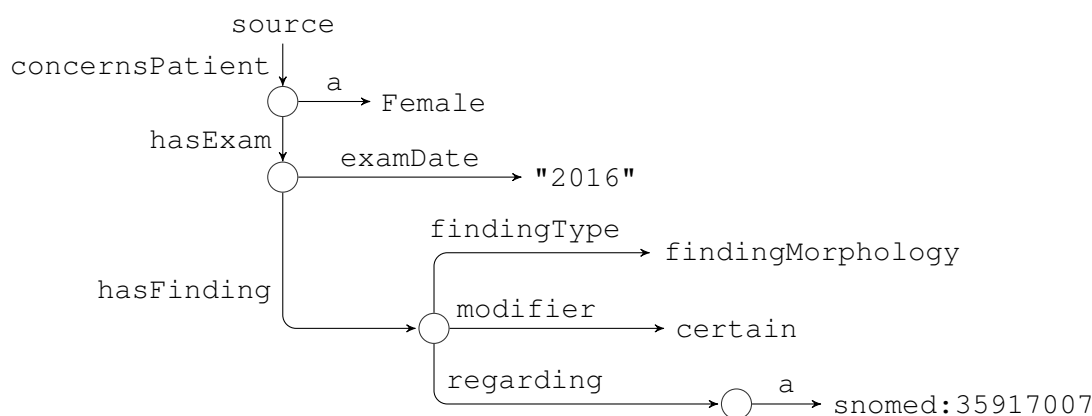 source
concernsPatient
a
Female
hasExam
examDate
"2016"
findingType
findingMorphology
hasFinding
modifier
certain
regarding
a
snomed:35917007